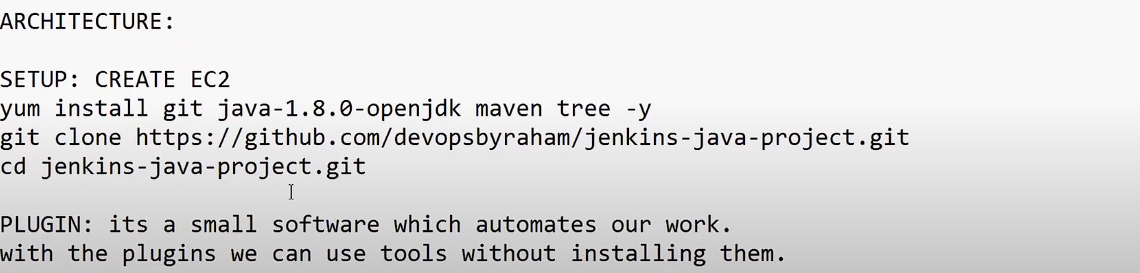 ARCHITECTURE:
SETUP: CREATE EC2
yum install git java-1.8.0-openjdk maven tree -y
git clone https://github.com/devopsbyraham/jenkins-java-project.git
cd jenkins-java-project.git
PLUGIN: its a small software which automates our work.
with the plugins we can use tools without installing them.